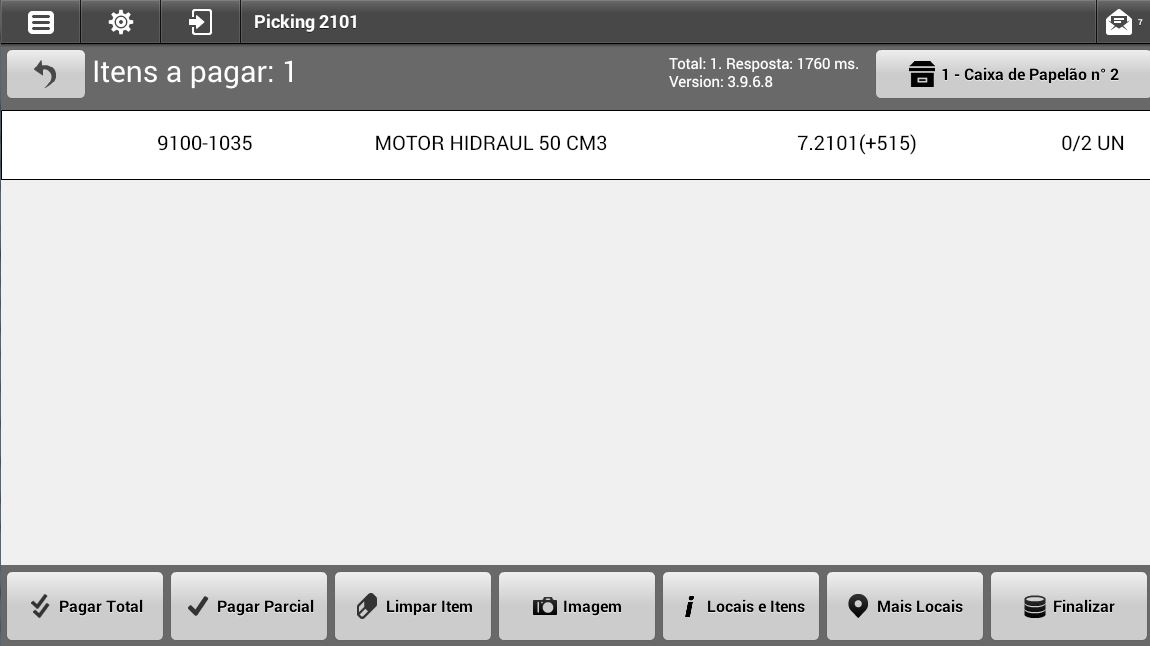 Picking 2101
7
Itens a pagar: 1
Total: 1. Resposta: 1760 ms.
Version: 3.9.6.8
1 - Caixa de Papelão n° 2
9100-1035 MOTOR HIDRAUL 50 CM3 7.2101(+515) 0/2 UN
Pagar Total Pagar Parcial Limpar Item Imagem Locais e Itens Mais Locais Finalizar